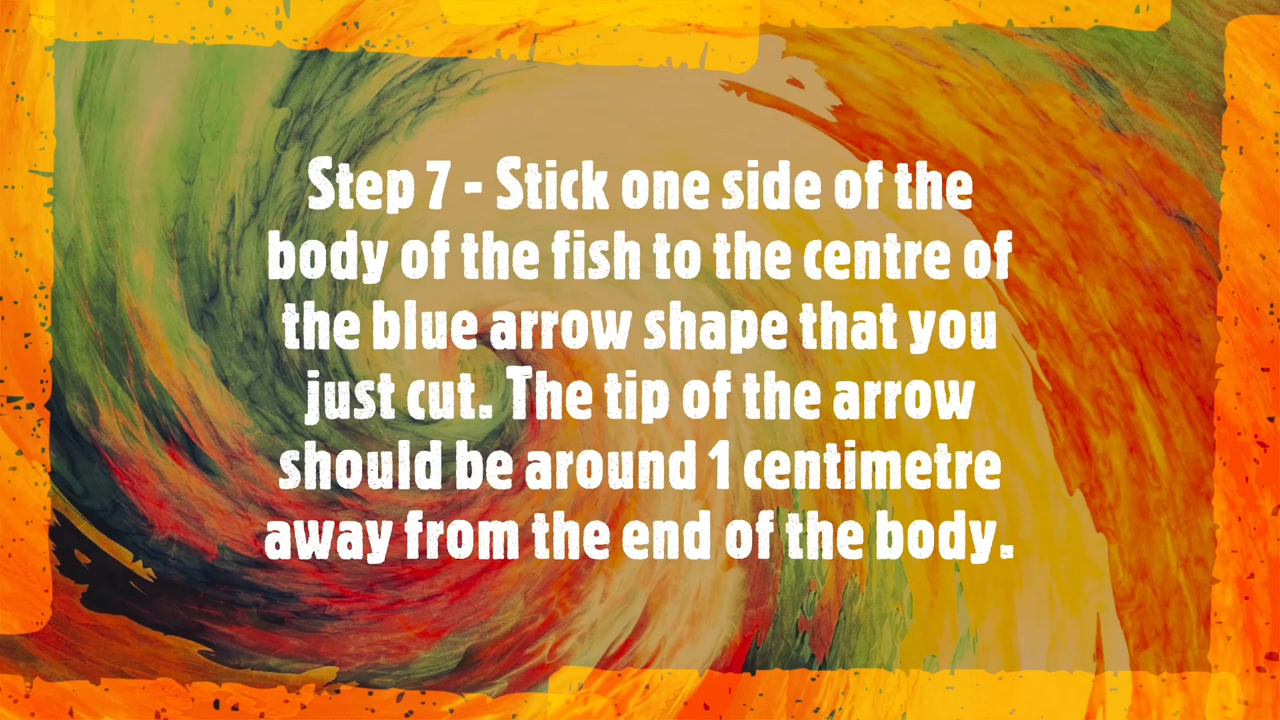 Step 7 - Stick one side of the
body of the fish to the centre of
the blue arrow shape that you
just cut. The tip of the arrow
should be around 1 centimetre
away from the end of the body.